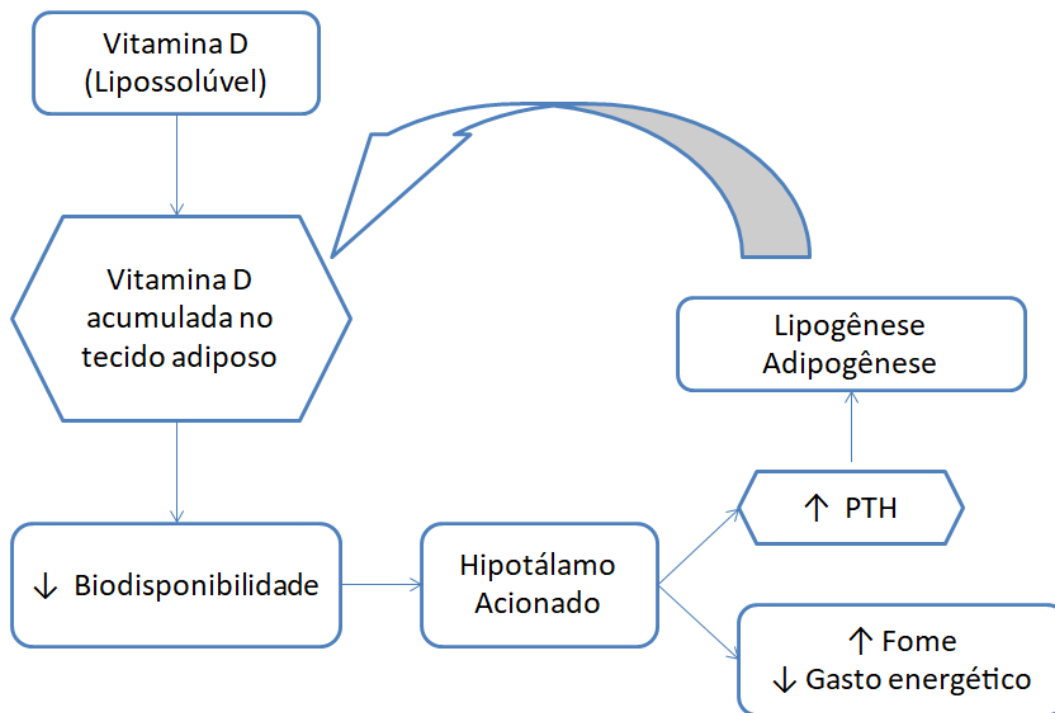 Vitamina D
(Lipossolúvel)
Vitamina D
acumulada no
tecido adiposo
↓ Biodisponibilidade
Hipotálamo
Acionado
↑ PTH
Lipogênese
Adipogênese
↑ Fome
↓ Gasto energético